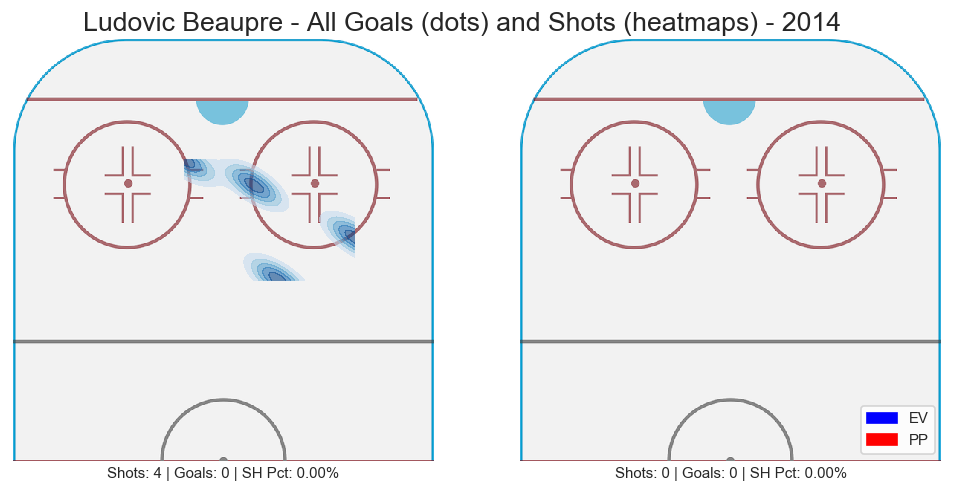 Ludovic Beaupre - All Goals (dots) and Shots (heatmaps) - 2014
EV
PP
Shots: 4 | Goals: 0 | SH Pct: 0.00%
Shots: 0 | Goals: 0 | SH Pct: 0.00%